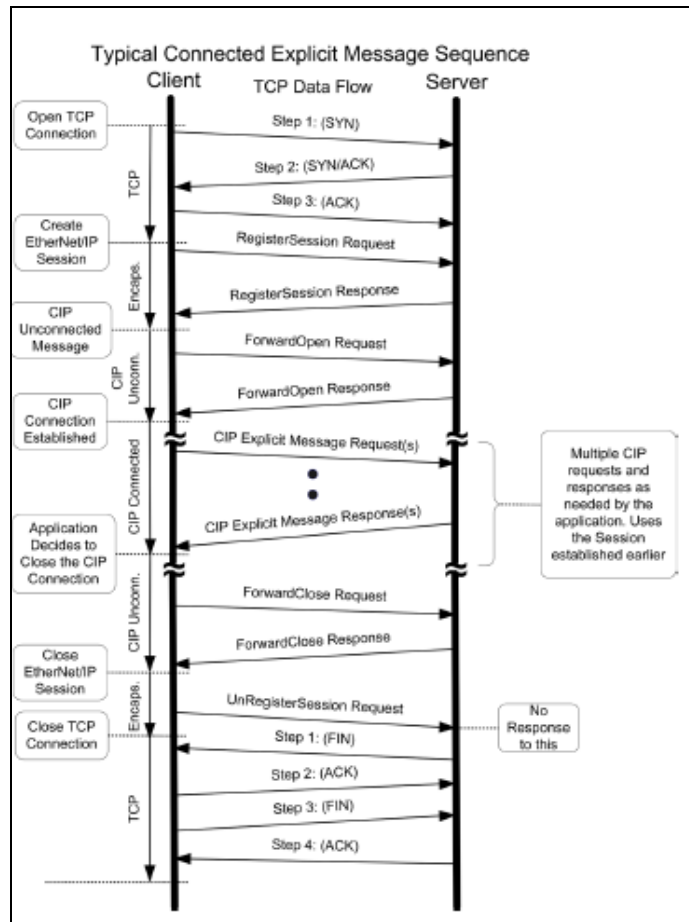 Typical Connected Explicit Message Sequence
Client
TCP Data Flow
Server
Open TCP
Connection
Step 1: (SYN)
Step 2: (SYN/ACK)
TCP
Step 3: (ACK)
Create
EtherNet/IP
Session
RegisterSession Request
Encaps.
RegisterSession Response
CIP
Unconnected
Message
ForwardOpen Request
CIP
Unconn.
ForwardOpen Response
CIP
Connection
Established
CIP Explicit Message Request(s)
CIP Connected
Multiple CIP
requests and
responses as
needed by the
application. Uses
the Session
established earlier
CIP Explicit Message Response(s)
Application
Decides to
Close the CIP
Connection
ForwardClose Request
CIP Unconn.
ForwardClose Response
Close
EtherNet/IP
Session
Encaps.
UnRegisterSession Request
No
Response
to this
Close TCP
Connection
Step 1: (FIN)
Step 2: (ACK)
TCP
Step 3: (FIN)
Step 4: (ACK)